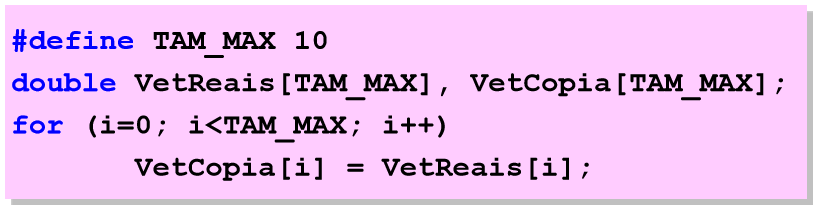 #define TAM_MAX 10
double VetReais[TAM_MAX], VetCopia[TAM_MAX];
for (i=0; i<TAM_MAX; i++)
VetCopia[i] = VetReais[i];